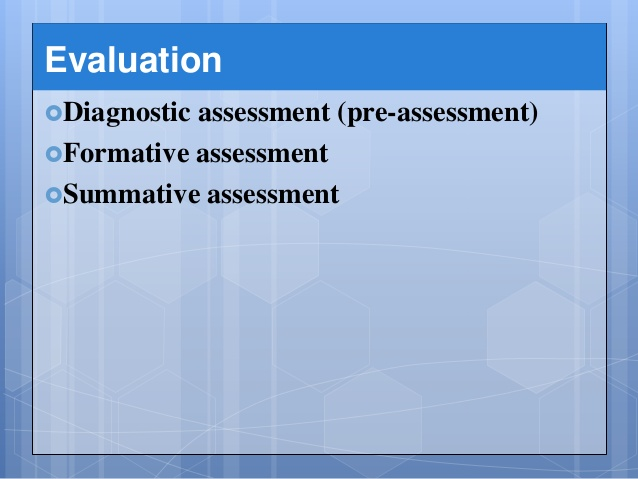 Evaluation
Diagnostic assessment (pre-assessment)
Formative assessment
Summative assessment